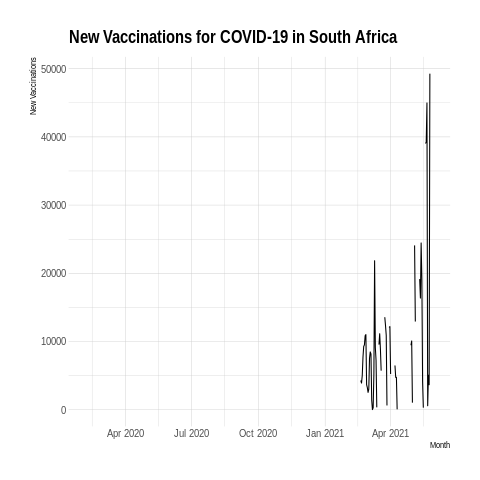 New Vaccinations for COVID-19 in South Africa
New Vaccinations
50000
40000
30000
20000
10000
0
Apr 2020 Jul 2020 Oct 2020 Jan 2021 Apr 2021
Month